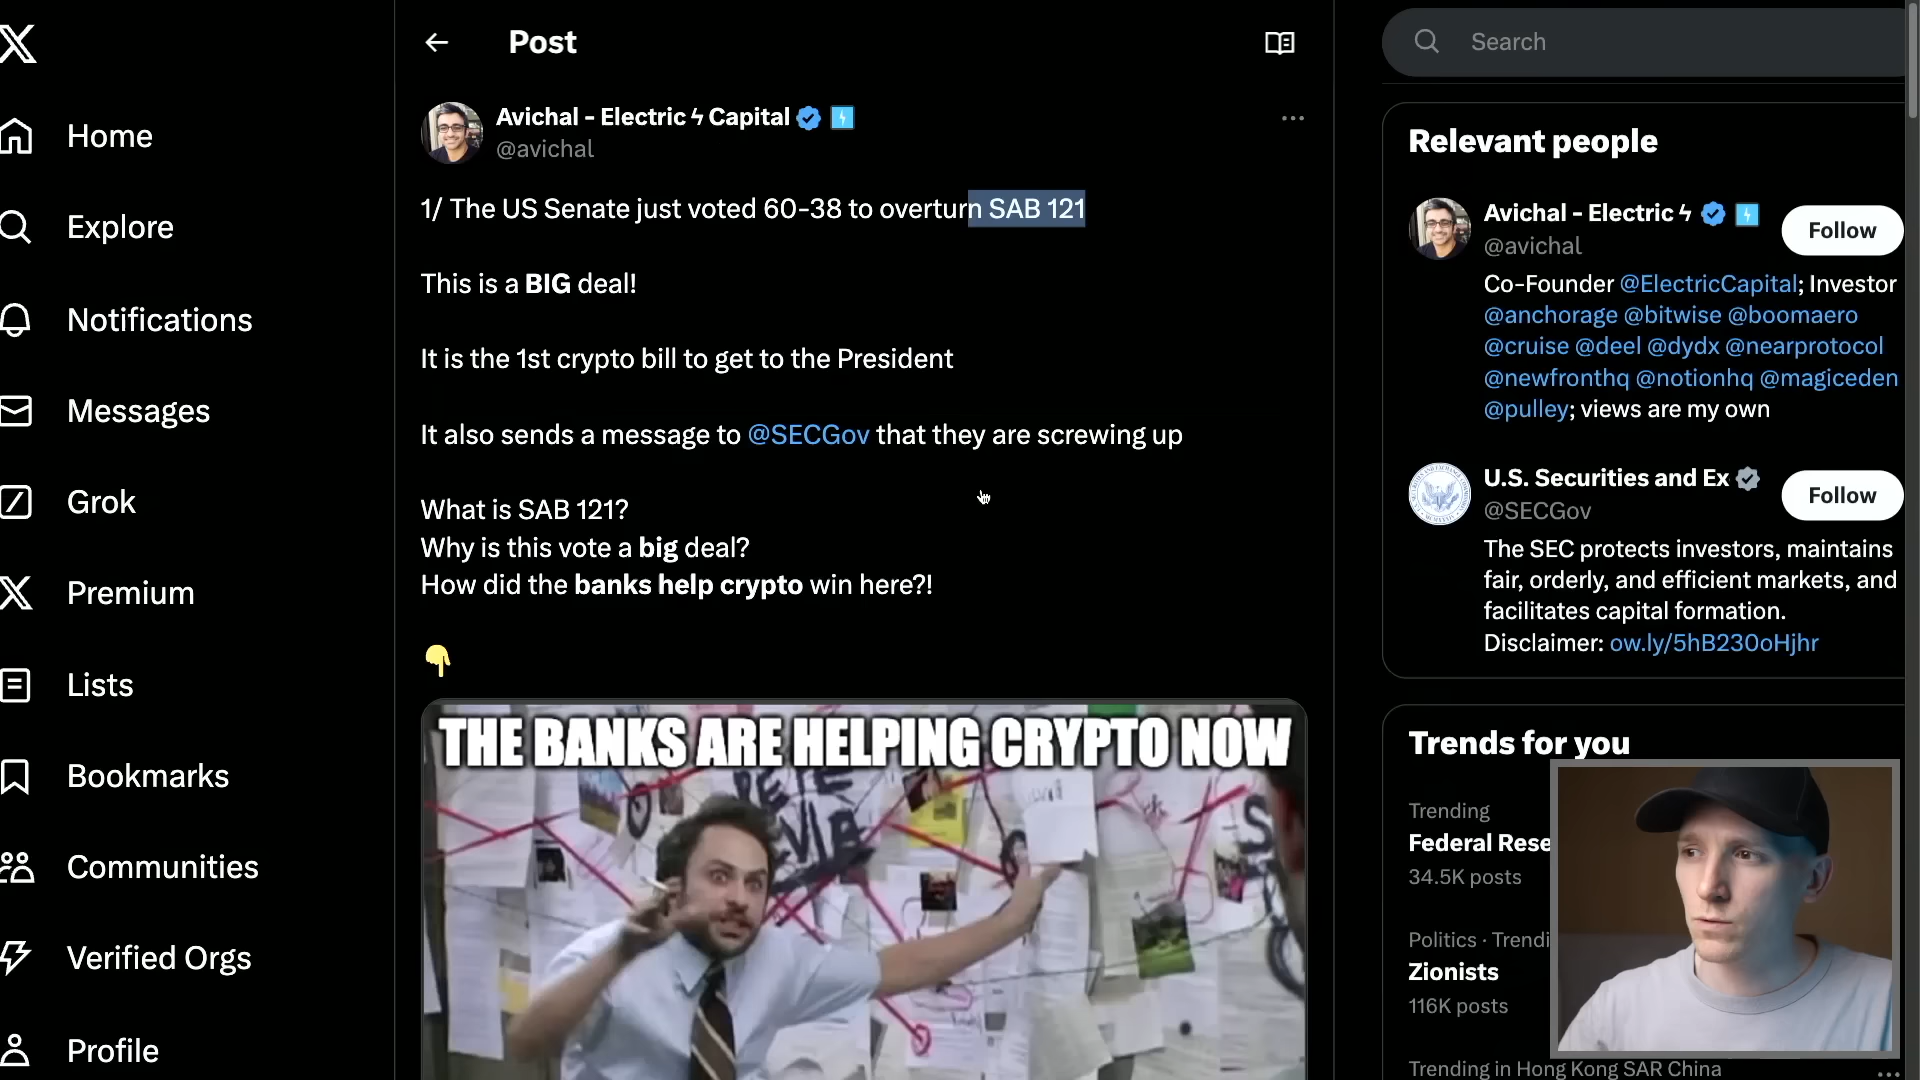 Home
Explore
Notifications
Messages
Grok
Premium
Lists
Bookmarks
Communities
Verified Orgs
Profile
Post
Avichal - Electric ϟ Capital
@avichal
1/ The US Senate just voted 60-38 to overturn SAB 121
This is a BIG deal!
It is the 1st crypto bill to get to the President
It also sends a message to @SECGov that they are screwing up
What is SAB 121?
Why is this vote a big deal?
How did the banks help crypto win here?!
THE BANKS ARE HELPING CRYPTO NOW
Search
Relevant people
Avichal - Electric ϟ
@avichal
Follow
Co-Founder @ElectricCapital; Investor
@anchorage @bitwise @boomaero
@cruise @deel @dydx @nearprotocol
@newfronthq @notionhq @magiceden
@pulley; views are my own
U.S. Securities and Ex
@SECGov
Follow
The SEC protects investors, maintains
fair, orderly, and efficient markets, and
facilitates capital formation.
Disclaimer: ow.ly/5hB230oHjhr
Trends for you
Trending
Federal Rese
34.5K posts
Politics · Trendi
Zionists
116K posts
Trending in Hong Kong SAR China